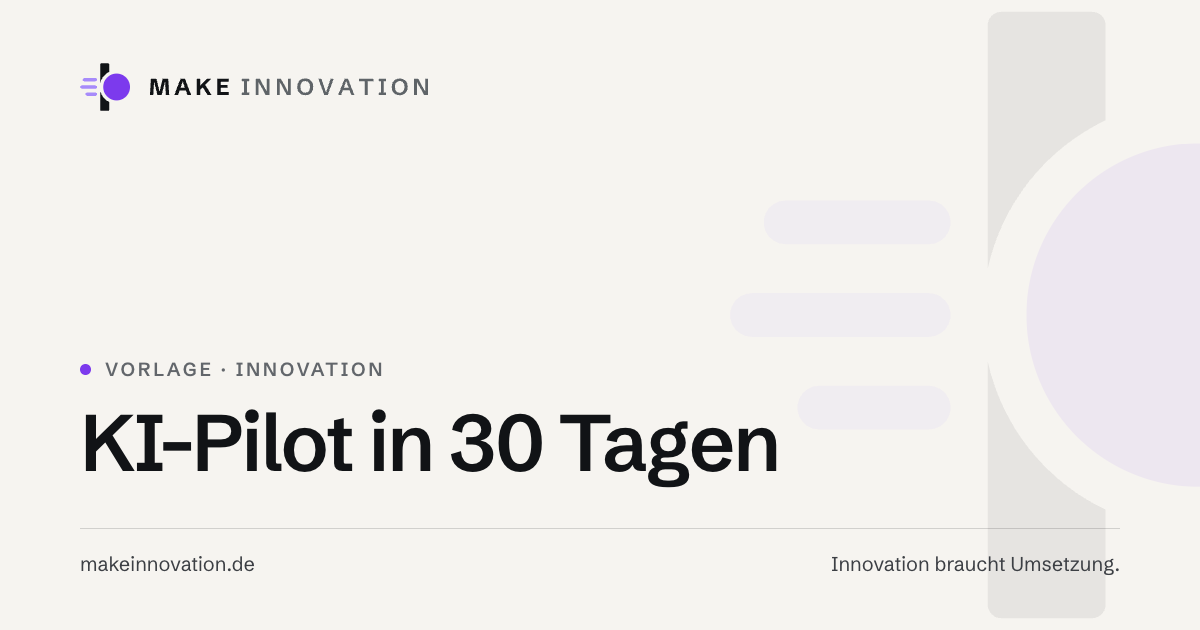 MAKE INNOVATION
VORLAGE · INNOVATION
KI-Pilot in 30 Tagen
makeinnovation.de
Innovation braucht Umsetzung.